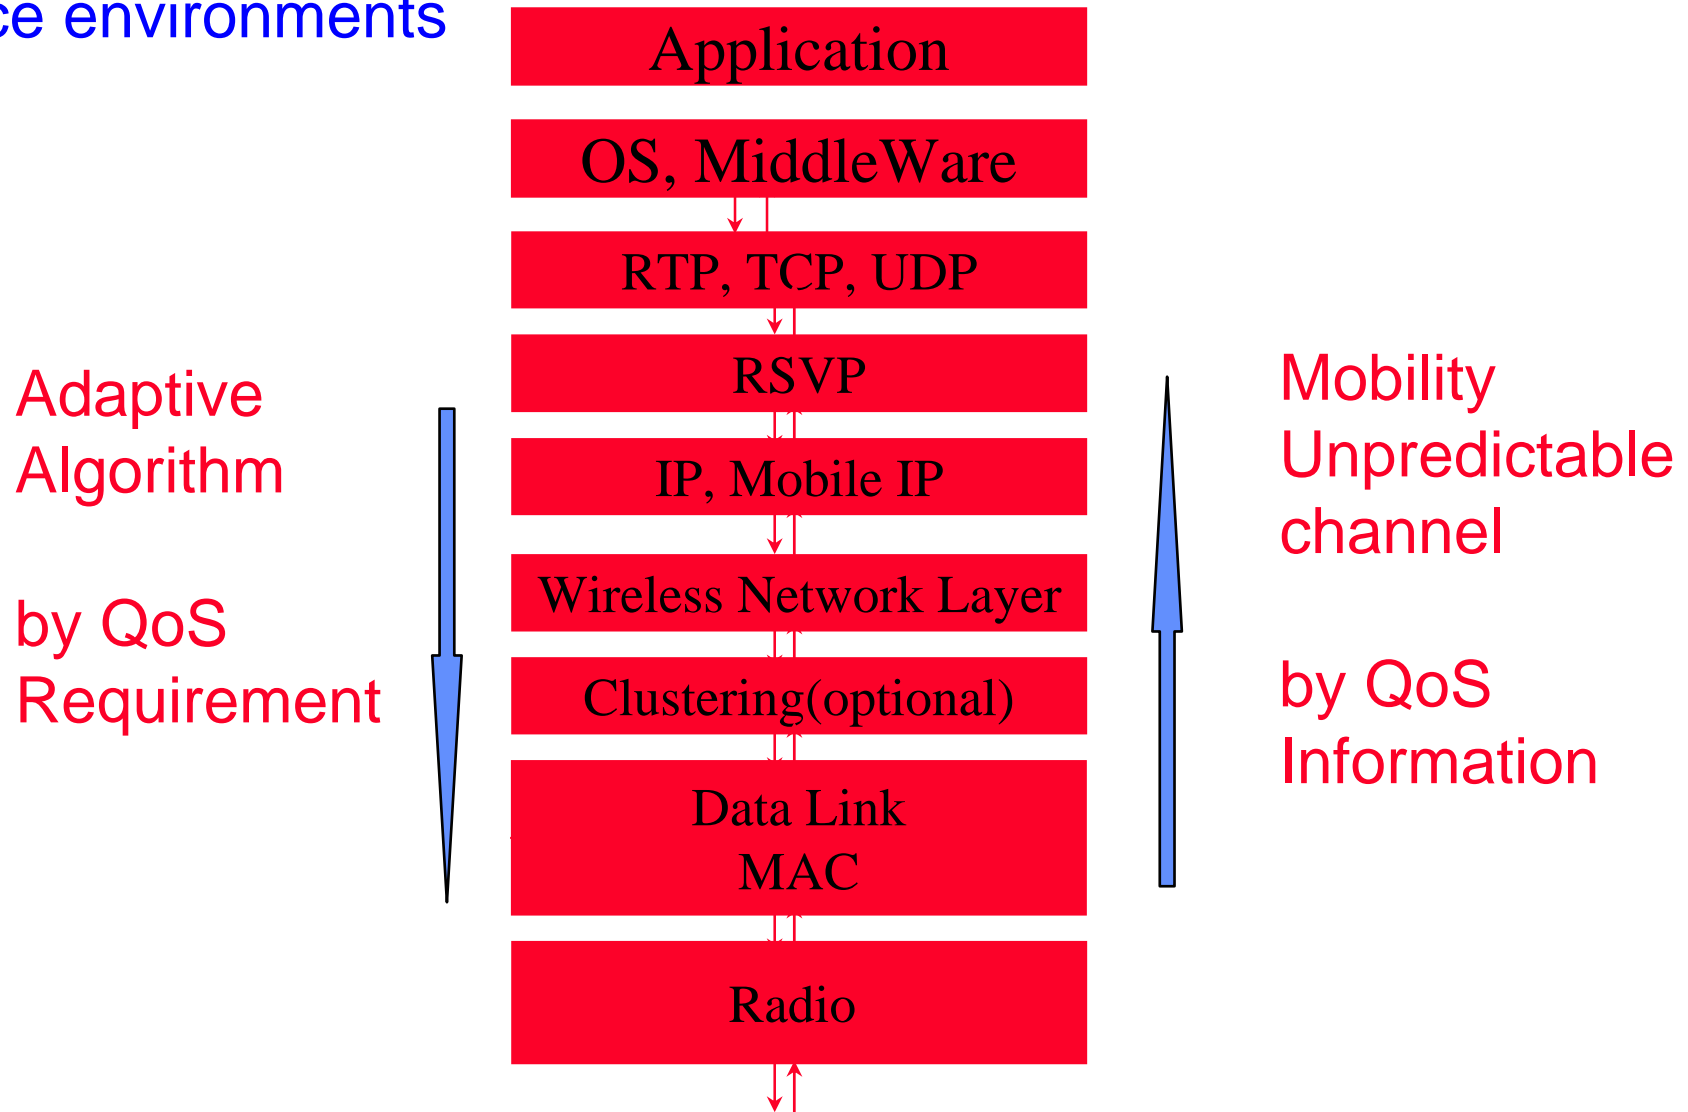 environments
Application
OS, MiddleWare
RTP, TCP, UDP
RSVP
IP, Mobile IP
Wireless Network Layer
Clustering(optional)
Data Link
MAC
Radio
Adaptive
Algorithm
by QoS
Requirement
Mobility
Unpredictable
channel
by QoS
Information